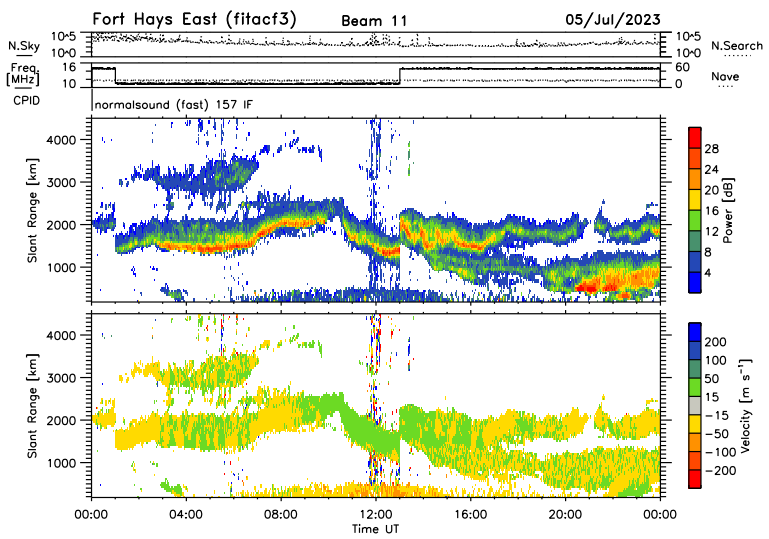 Fort Hays East (fitacf3) Beam 11 05/Jul/2023
N.Sky 10^5 10^0 10^5 10^0 N.Search
Freq. [MHz] 16 10 60 0 Nave
CPID normalsound (fast) 157 IF
Slant Range [km] 4000 3000 2000 1000
Power [dB] 28 24 20 16 12 8 4
Slant Range [km] 4000 3000 2000 1000
Velocity [m s⁻¹] 200 100 50 15 −15 −50 −100 −200
00:00 04:00 08:00 12:00 16:00 20:00 00:00
Time UT